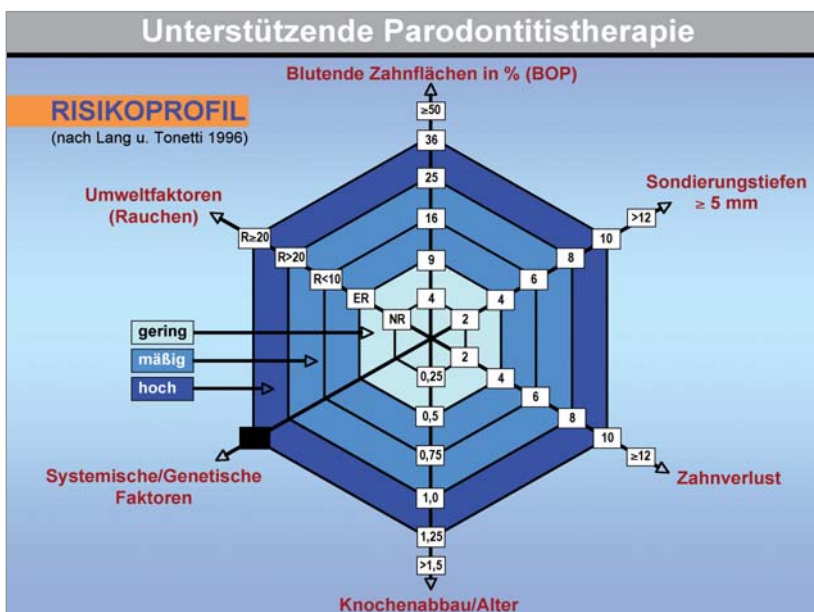 Unterstützende Parodontitistherapie
Blutende Zahnflächen in % (BOP)
RISIKOPROFIL
(nach Lang u. Tonetti 1996)
≥50
36
25
16
9
4
Umweltfaktoren
(Rauchen)
R≥20
R>20
R<10
ER
NR
Sondierungstiefen
≥ 5 mm
>12
10
8
6
4
2
gering
mäßig
hoch
2
4
6
8
10
≥12
Zahnverlust
Systemische/Genetische
Faktoren
0,25
0,5
0,75
1,0
1,25
>1,5
Knochenabbau/Alter